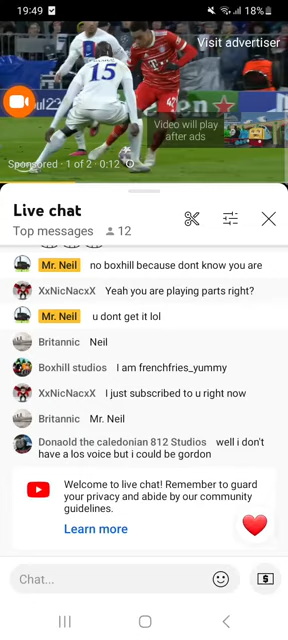 19:49
18%
Visit advertiser
15
42
Video will play
after ads
Sponsored · 1 of 2 · 0:12
Live chat
Top messages 12
Mr. Neil no boxhill because dont know you are
XxNicNacxX Yeah you are playing parts right?
Mr. Neil u dont get it lol
Britannic Neil
Boxhill studios I am frenchfries_yummy
XxNicNacxX I just subscribed to u right now
Britannic Mr. Neil
Donaold the caledonian 812 Studios well i don't
have a los voice but i could be gordon
Welcome to live chat! Remember to guard
your privacy and abide by our community
guidelines.
Learn more
Chat...